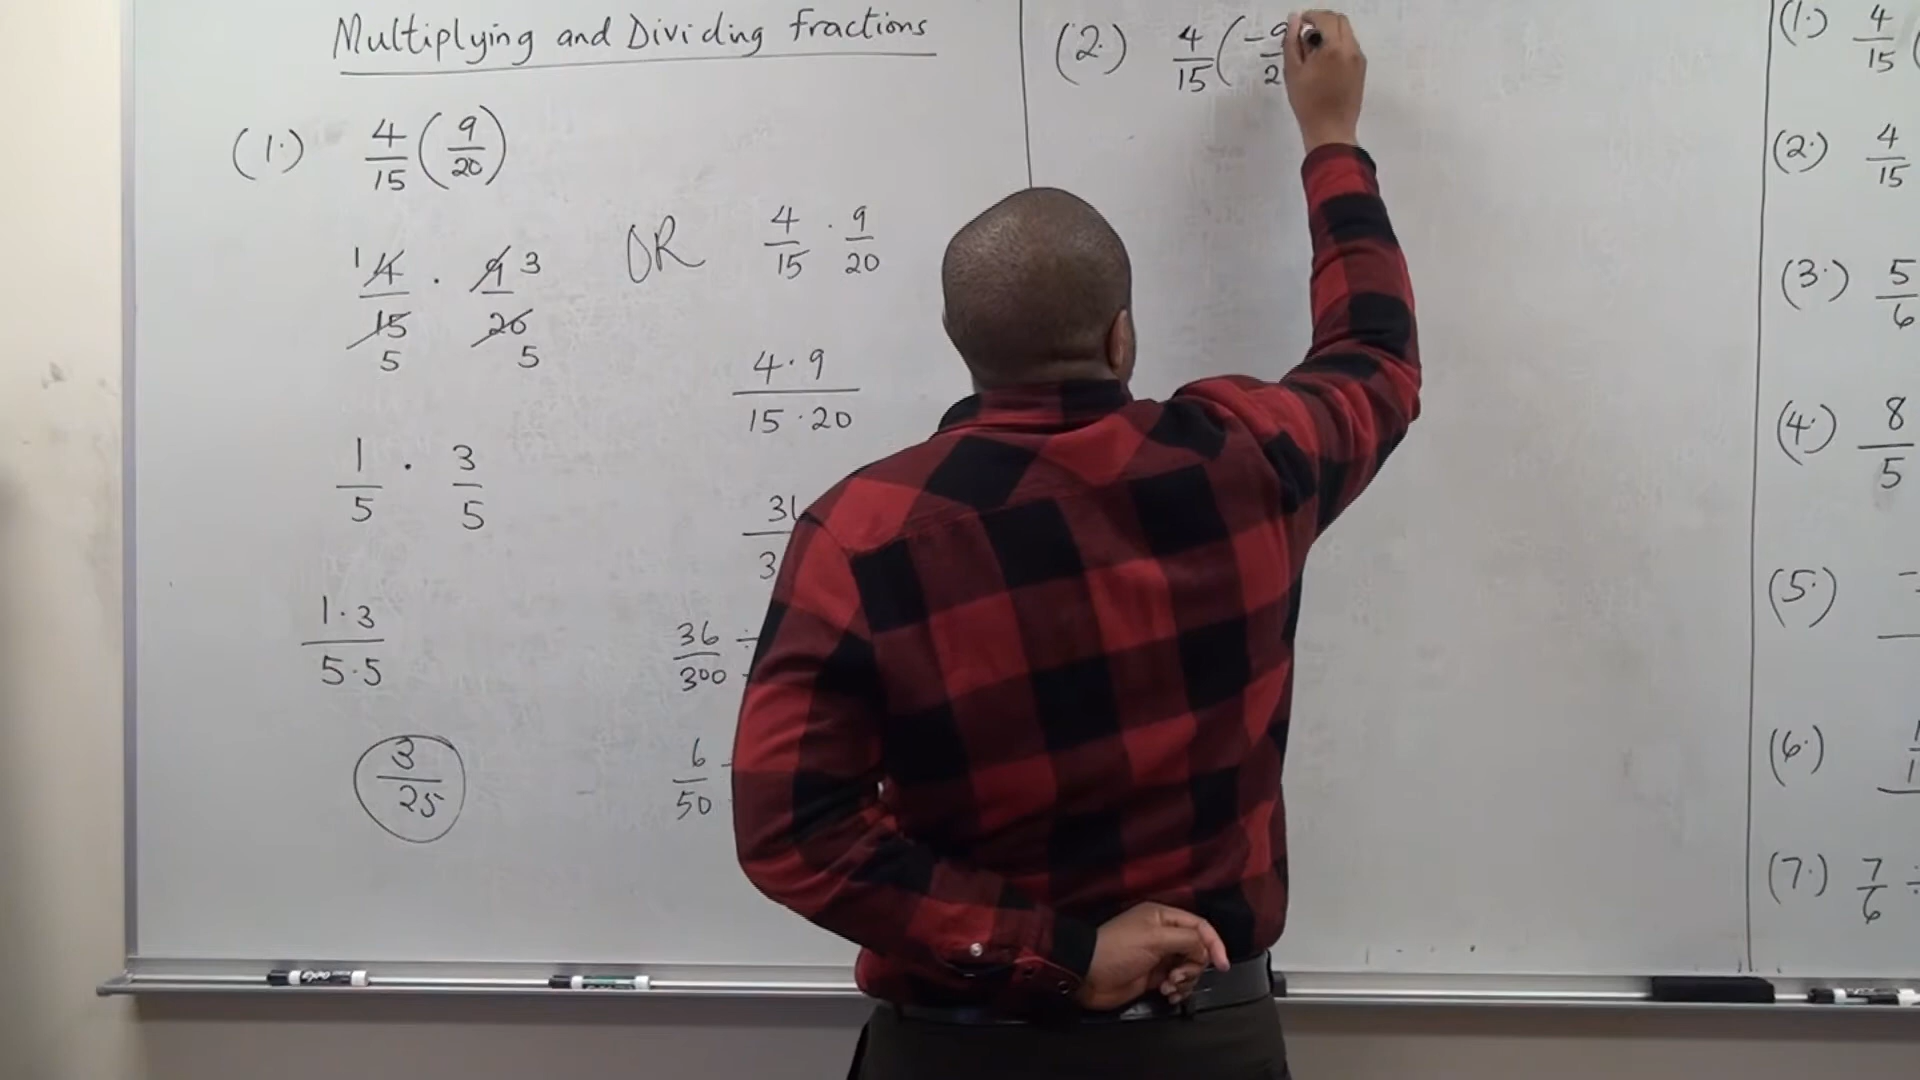 Multiplying and Dividing fractions
(1.) 4/15 (9/20)
1 4/15 5 · 9/20 3 5
OR 4/15 · 9/20
4·9/15·20
1/5 · 3/5
36/300 ÷
1·3/5·5
6/50
3/25
(2.) 4/15 (-9/2
(1.) 4/15 (
(2.) 4/15
(3.) 5/6
(4.) 8/5
(5.)
(6.)
(7.) 7/6 ÷
EXPO